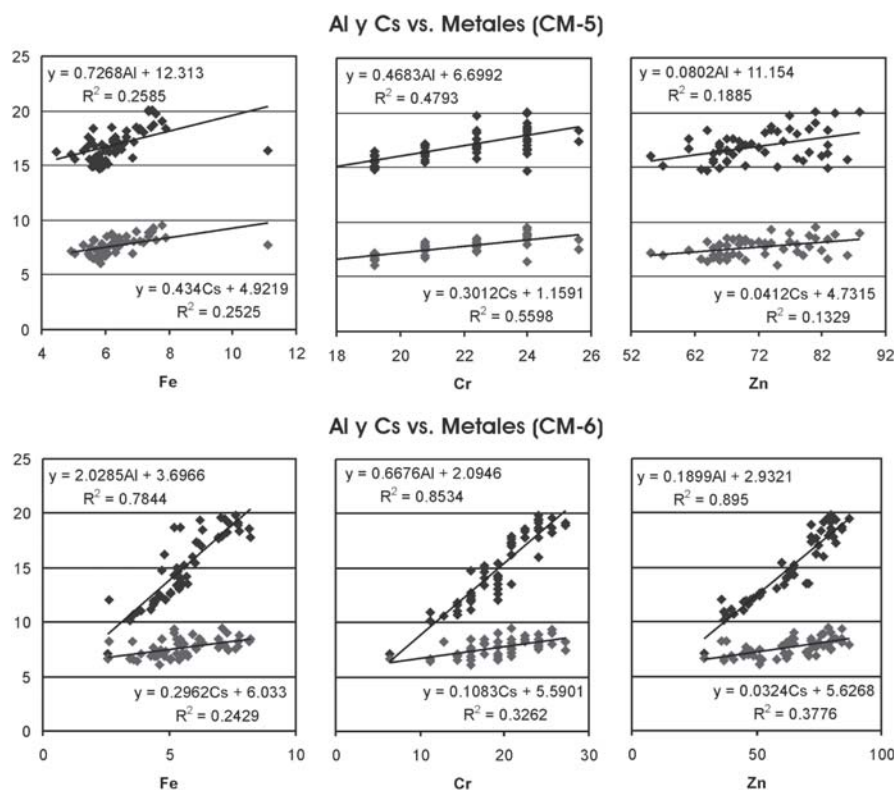 Al y Cs vs. Metales (CM-5)
25
20
15
10
5
0
y = 0.7268Al + 12.313
R² = 0.2585
y = 0.434Cs + 4.9219
R² = 0.2525
4 6 8 10 12
Fe
y = 0.4683Al + 6.6992
R² = 0.4793
y = 0.3012Cs + 1.1591
R² = 0.5598
18 20 22 24 26
Cr
y = 0.0802Al + 11.154
R² = 0.1885
y = 0.0412Cs + 4.7315
R² = 0.1329
52 62 72 82 92
Zn
Al y Cs vs. Metales (CM-6)
25
20
15
10
5
0
y = 2.0285Al + 3.6966
R² = 0.7844
y = 0.2962Cs + 6.033
R² = 0.2429
0 5 10
Fe
y = 0.6676Al + 2.0946
R² = 0.8534
y = 0.1083Cs + 5.5901
R² = 0.3262
0 10 20 30
Cr
y = 0.1899Al + 2.9321
R² = 0.895
y = 0.0324Cs + 5.6268
R² = 0.3776
0 50 100
Zn